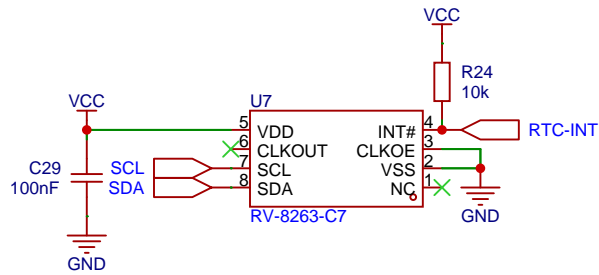 VCC
R24
10k
U7
VCC
5 VDD INT# 4 RTC-INT
6 CLKOUT CLKOE 3
C29
100nF
SCL 7 SCL VSS 2
SDA 8 SDA NC 1
RV-8263-C7
GND
GND